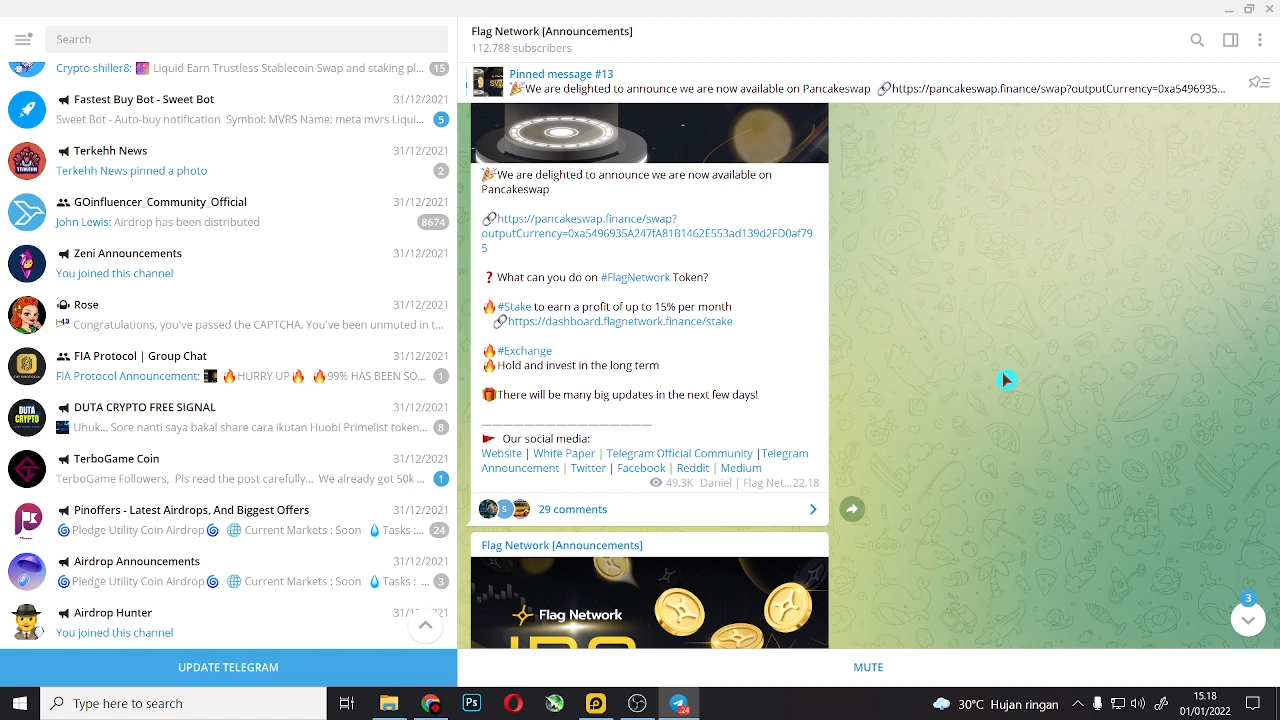 Search
Crypto shiller8: Liquid Earn Trustless Stablecoin Swap and staking pl...
15
Fastest Buy Bot - Sweet Bot
31/12/2021
Sweet Bot - Auto-buy notification Symbol: MVRS Name: meta mvrs Liqui...
5
Terkehh News
31/12/2021
Terkehh News pinned a photo
2
GOinfluencer_Community_Official
31/12/2021
John Lewis: Airdrop has been distributed
8674
Zeni Announcements
31/12/2021
You joined this channel
Rose
31/12/2021
Congratulations, you've passed the CAPTCHA. You've been unmuted in t...
FIA Protocol | Group Chat
31/12/2021
FIA Protocol Announcement: 🔥HURRY UP🔥 🔥99% HAS BEEN SO...
1
DUTA CRYPTO FREE SIGNAL
31/12/2021
Uhuk... Sore nanti saya bakal share cara ikutan Huobi Primelist token...
8
TerboGame Coin
31/12/2021
TerboGame Followers, Pls read the post carefully... We already got 50k ...
1
Pinoffers - Latest Airdrops, And Biggest Offers
31/12/2021
🌀Pledge Utility Coin Airdrop🌀 🌐 Current Markets : Soon 💧Tasks :...
24
Airdrop Announcements
31/12/2021
🌀Pledge Utility Coin Airdrop🌀 🌐 Current Markets : Soon 💧Tasks : ...
3
Airdrop Hunter
You joined this channel
UPDATE TELEGRAM
Flag Network [Announcements]
112.788 subscribers
Pinned message #13
🎉We are delighted to announce we are now available on Pancakeswap 🔗https://pancakeswap.finance/swap?outputCurrency=0xa5496935...
🎉We are delighted to announce we are now available on
Pancakeswap
🔗https://pancakeswap.finance/swap?
outputCurrency=0xa5496935A247fA81B1462E553ad139d2FD0af79
5
❓ What can you do on #FlagNetwork Token?
🔥#Stake to earn a profit of up to 15% per month
🔗https://dashboard.flagnetwork.finance/stake
🔥#Exchange
🔥Hold and invest in the long term
🎁There will be many big updates in the next few days!
————————————————
🚩 Our social media:
Website | White Paper | Telegram Official Community |Telegram
Announcement | Twitter | Facebook | Reddit | Medium
49.3K Daniel | Flag Net...22.18
S
29 comments
Flag Network [Announcements]
Flag Network
3
MUTE
Type here to search
Ps
24
30°C Hujan ringan
15.18
01/01/2022